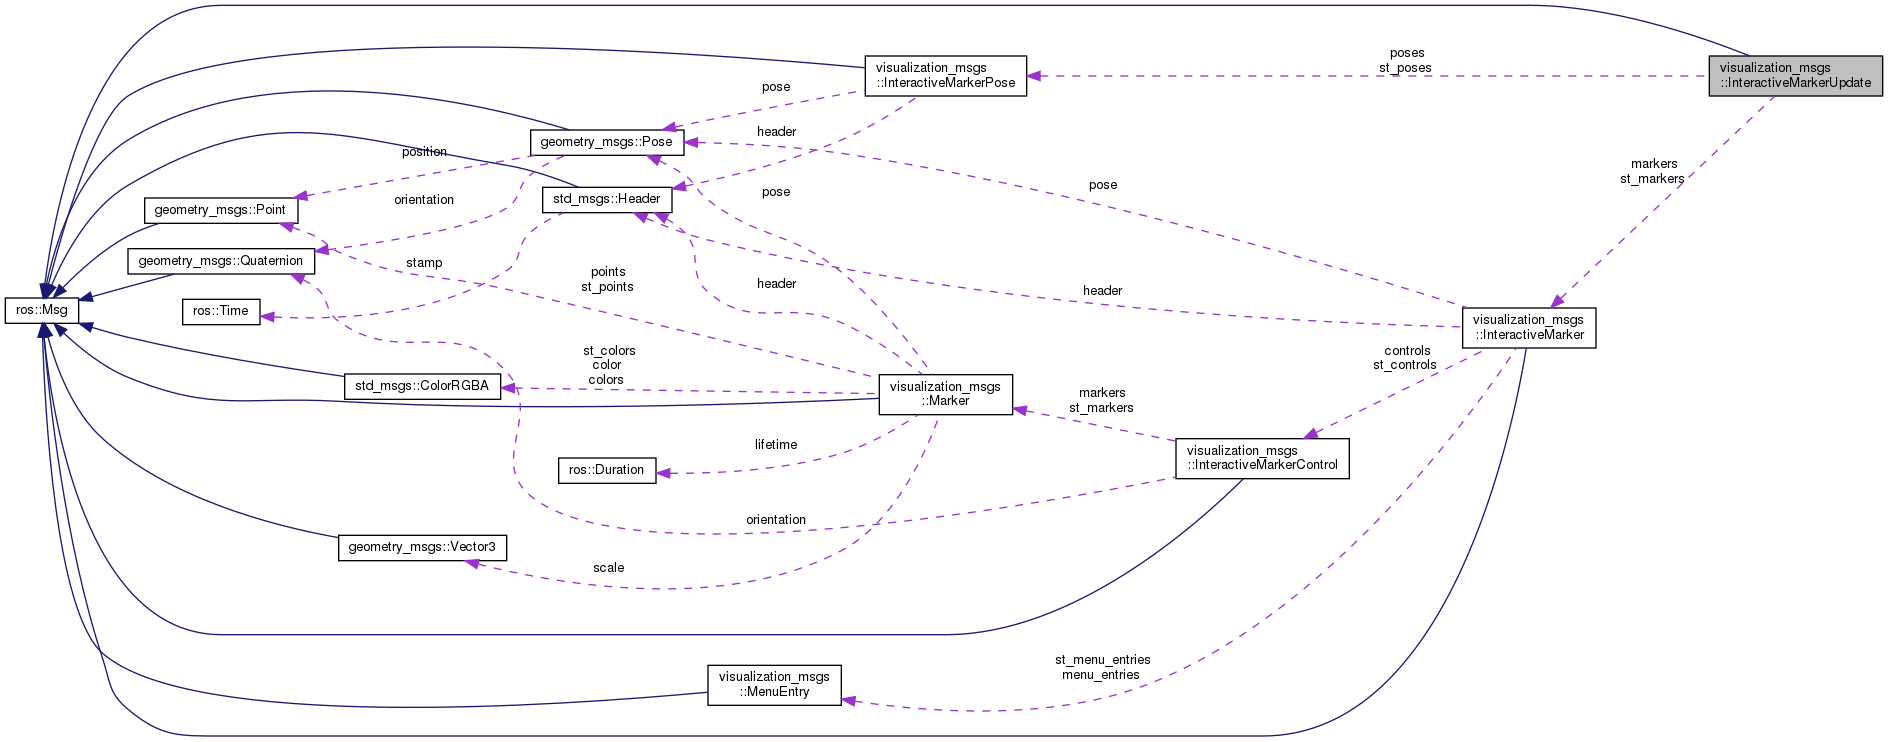 visualization_msgs
::InteractiveMarkerUpdate
poses
st_poses
visualization_msgs
::InteractiveMarkerPose
pose
header
geometry_msgs::Pose
position
markers
st_markers
pose
pose
std_msgs::Header
orientation
geometry_msgs::Point
geometry_msgs::Quaternion
stamp
points
st_points
header
header
ros::Msg
ros::Time
visualization_msgs
::InteractiveMarker
st_colors
color
colors
controls
st_controls
std_msgs::ColorRGBA
visualization_msgs
::Marker
markers
st_markers
lifetime
ros::Duration
visualization_msgs
::InteractiveMarkerControl
orientation
geometry_msgs::Vector3
scale
st_menu_entries
menu_entries
visualization_msgs
::MenuEntry